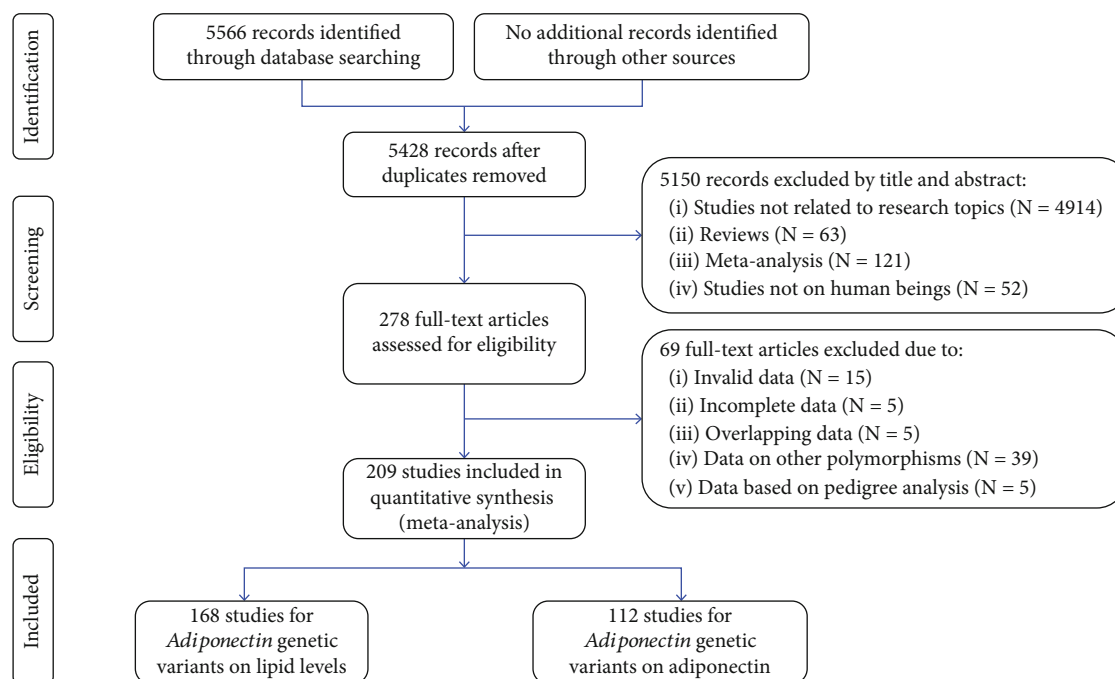 Identification
5566 records identified
through database searching
No additional records identified
through other sources
5428 records after
duplicates removed
Screening
5150 records excluded by title and abstract:
(i) Studies not related to research topics (N = 4914)
(ii) Reviews (N = 63)
(iii) Meta-analysis (N = 121)
(iv) Studies not on human beings (N = 52)
278 full-text articles
assessed for eligibility
Eligibility
69 full-text articles excluded due to:
(i) Invalid data (N = 15)
(ii) Incomplete data (N = 5)
(iii) Overlapping data (N = 5)
(iv) Data on other polymorphisms (N = 39)
(v) Data based on pedigree analysis (N = 5)
209 studies included in
quantitative synthesis
(meta-analysis)
Included
168 studies for
Adiponectin genetic
variants on lipid levels
112 studies for
Adiponectin genetic
variants on adiponectin